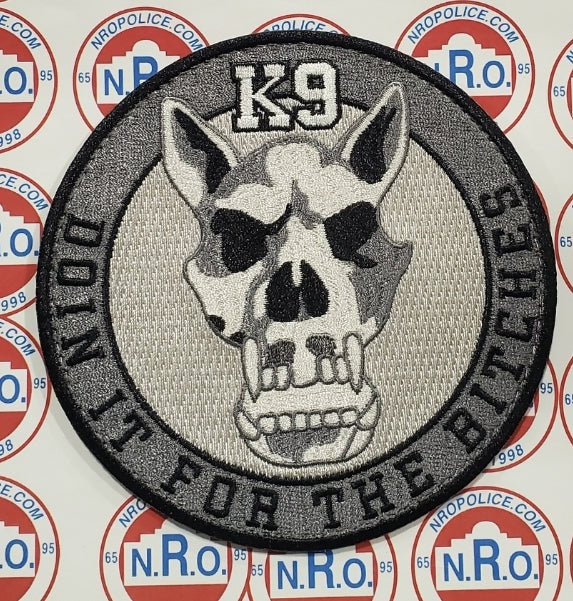 K9
DOIN IT FOR THE BITCHES
NROPOLICE.COM
65 N.R.O. 95
1998